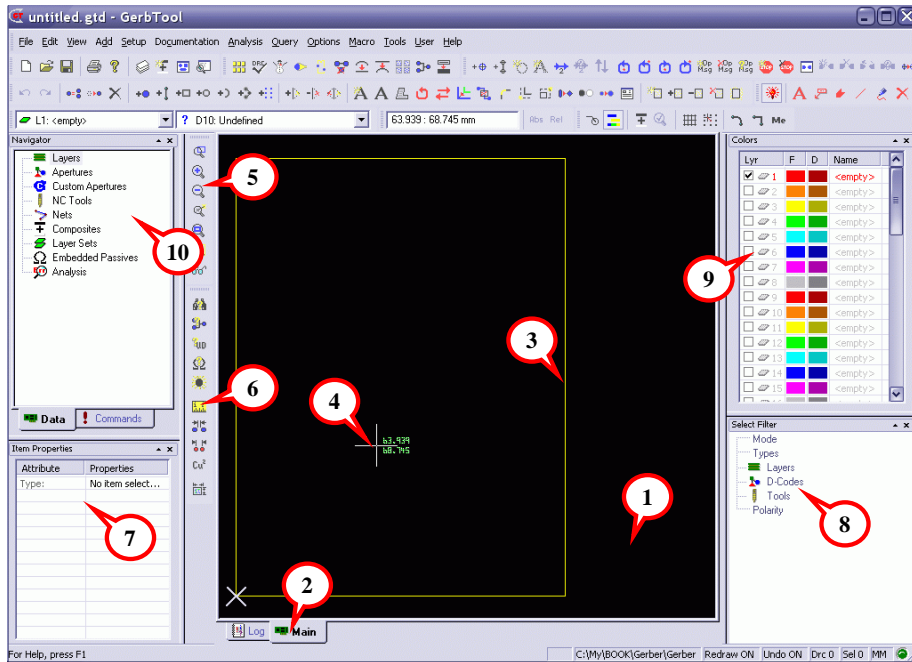 untitled.gtd - GerbTool
File Edit View Add Setup Documentation Analysis Query Options Macro Tools User Help
L1: <empty> ? D10: Undefined 63.939 : 68.745 mm Abs Rel Me
Navigator
Layers
Apertures
Custom Apertures
NC Tools
Nets
Composites
Layer Sets
Embedded Passives
Analysis
10
Data Commands
Item Properties
Attribute Properties
Type: No item select...
7
5
6
Cu²
3
4
63.939
68.745
1
2
Log Main
Colors
Lyr F D Name
1 <empty>
2 <empty>
3 <empty>
4 <empty>
5 <empty>
6 <empty>
7 <empty>
8 <empty>
9 <empty>
10 <empty>
11 <empty>
12 <empty>
13 <empty>
14 <empty>
15 <empty>
9
Select Filter
Mode
Types
Layers
D-Codes
Tools
Polarity
8
For Help, press F1 C:\My\BOOK\Gerber\Gerber Redraw ON Undo ON Drc 0 Sel 0 MM